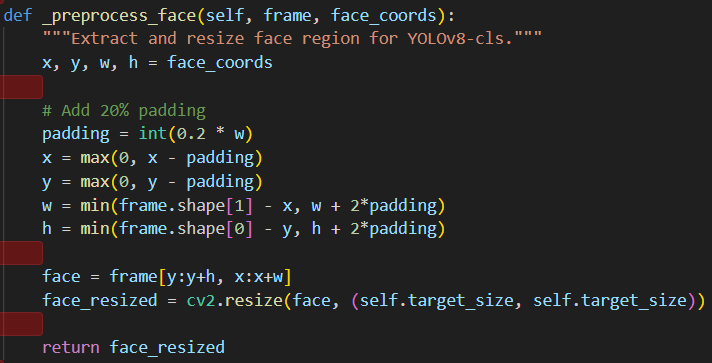 def _preprocess_face(self, frame, face_coords):
    """Extract and resize face region for YOLOv8-cls."""
    x, y, w, h = face_coords

    # Add 20% padding
    padding = int(0.2 * w)
    x = max(0, x - padding)
    y = max(0, y - padding)
    w = min(frame.shape[1] - x, w + 2*padding)
    h = min(frame.shape[0] - y, h + 2*padding)

    face = frame[y:y+h, x:x+w]
    face_resized = cv2.resize(face, (self.target_size, self.target_size))

    return face_resized